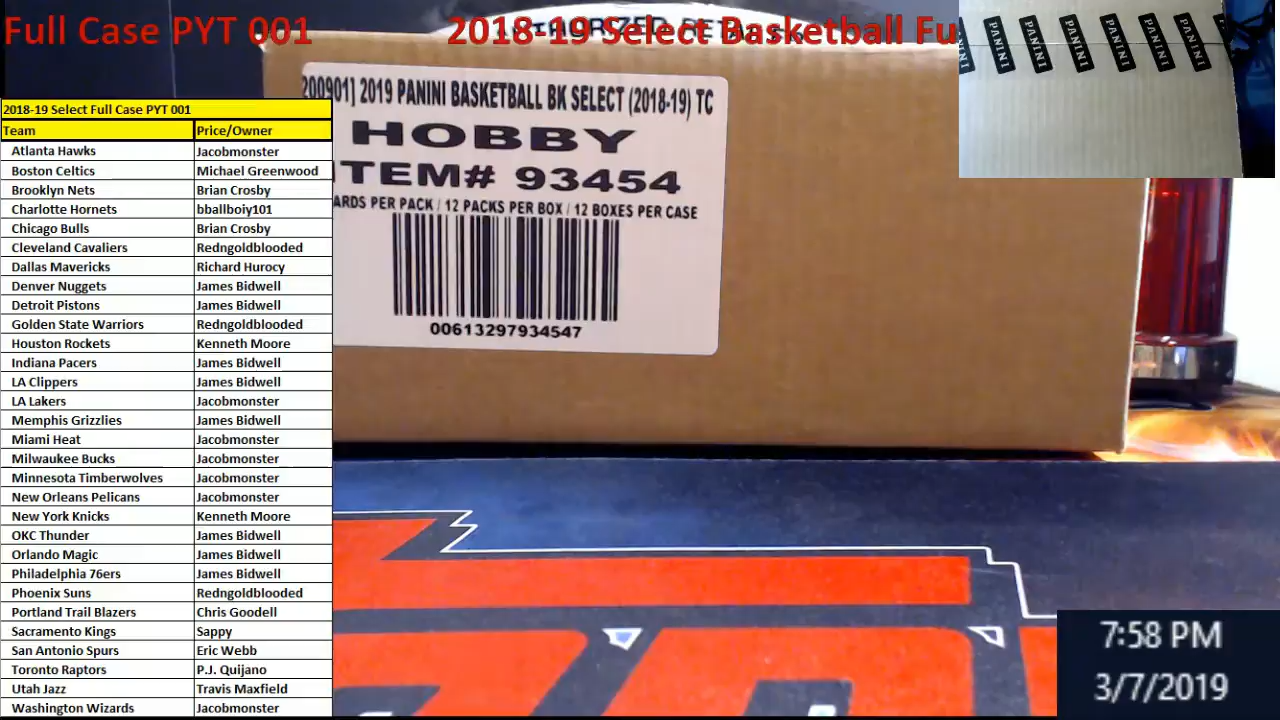 Full Case PYT 001
2018-19 Select Basketball Fu
PANINI PANINI PANINI PANINI PANINI PANINI
2018-19 Select Full Case PYT 001
Team Price/Owner
Atlanta Hawks Jacobmonster
Boston Celtics Michael Greenwood
Brooklyn Nets Brian Crosby
Charlotte Hornets bballboiy101
Chicago Bulls Brian Crosby
Cleveland Cavaliers Redngoldblooded
Dallas Mavericks Richard Hurocy
Denver Nuggets James Bidwell
Detroit Pistons James Bidwell
Golden State Warriors Redngoldblooded
Houston Rockets Kenneth Moore
Indiana Pacers James Bidwell
LA Clippers James Bidwell
LA Lakers Jacobmonster
Memphis Grizzlies James Bidwell
Miami Heat Jacobmonster
Milwaukee Bucks Jacobmonster
Minnesota Timberwolves Jacobmonster
New Orleans Pelicans Jacobmonster
New York Knicks Kenneth Moore
OKC Thunder James Bidwell
Orlando Magic James Bidwell
Philadelphia 76ers James Bidwell
Phoenix Suns Redngoldblooded
Portland Trail Blazers Chris Goodell
Sacramento Kings Sappy
San Antonio Spurs Eric Webb
Toronto Raptors P.J. Quijano
Utah Jazz Travis Maxfield
Washington Wizards Jacobmonster
200901] 2019 PANINI BASKETBALL BK SELECT (2018-19) TC
HOBBY
ITEM# 93454
ARDS PER PACK / 12 PACKS PER BOX / 12 BOXES PER CASE
00613297934547
7:58 PM
3/7/2019